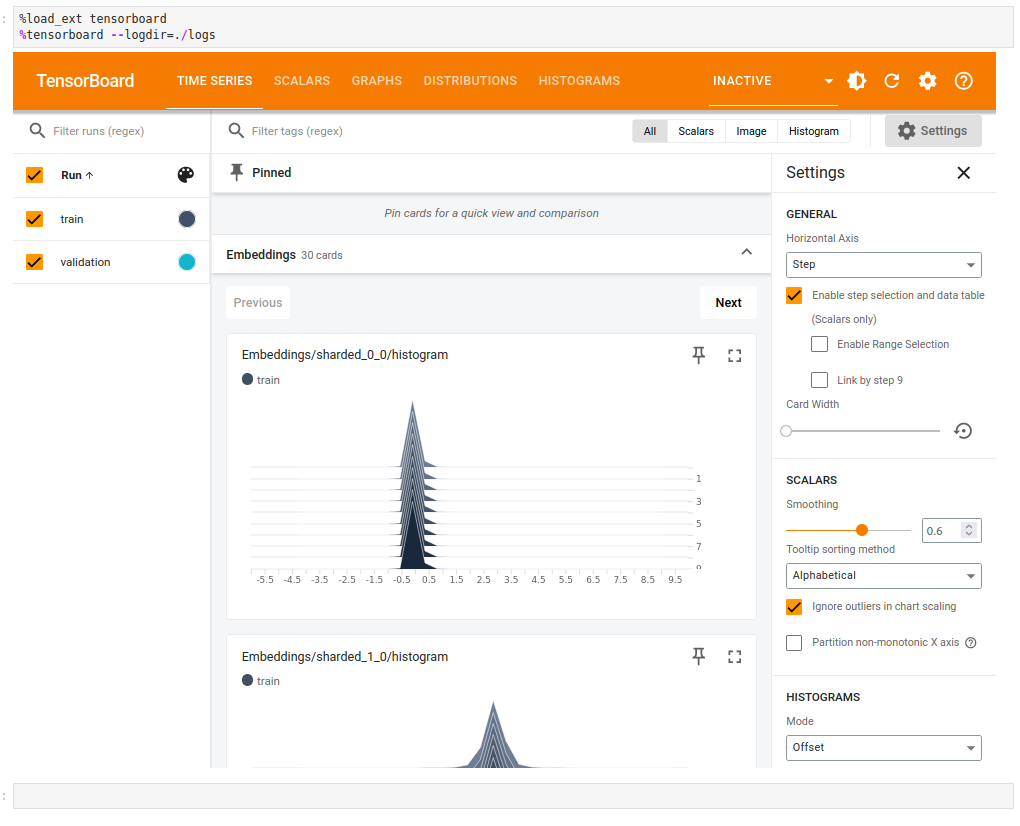 :
%load_ext tensorboard
%tensorboard --logdir=./logs
TensorBoard TIME SERIES SCALARS GRAPHS DISTRIBUTIONS HISTOGRAMS INACTIVE
Filter runs (regex)
Filter tags (regex)
All Scalars Image Histogram
Settings
Run
train
validation
Pinned
Pin cards for a quick view and comparison
Embeddings 30 cards
Previous Next
Embeddings/sharded_0_0/histogram
train
1
3
5
7
9
-5.5 -4.5 -3.5 -2.5 -1.5 -0.5 0.5 1.5 2.5 3.5 4.5 5.5 6.5 7.5 8.5 9.5
Embeddings/sharded_1_0/histogram
train
Settings
GENERAL
Horizontal Axis
Step
Enable step selection and data table
(Scalars only)
Enable Range Selection
Link by step 9
Card Width
SCALARS
Smoothing
0.6
Tooltip sorting method
Alphabetical
Ignore outliers in chart scaling
Partition non-monotonic X axis
HISTOGRAMS
Mode
Offset
: